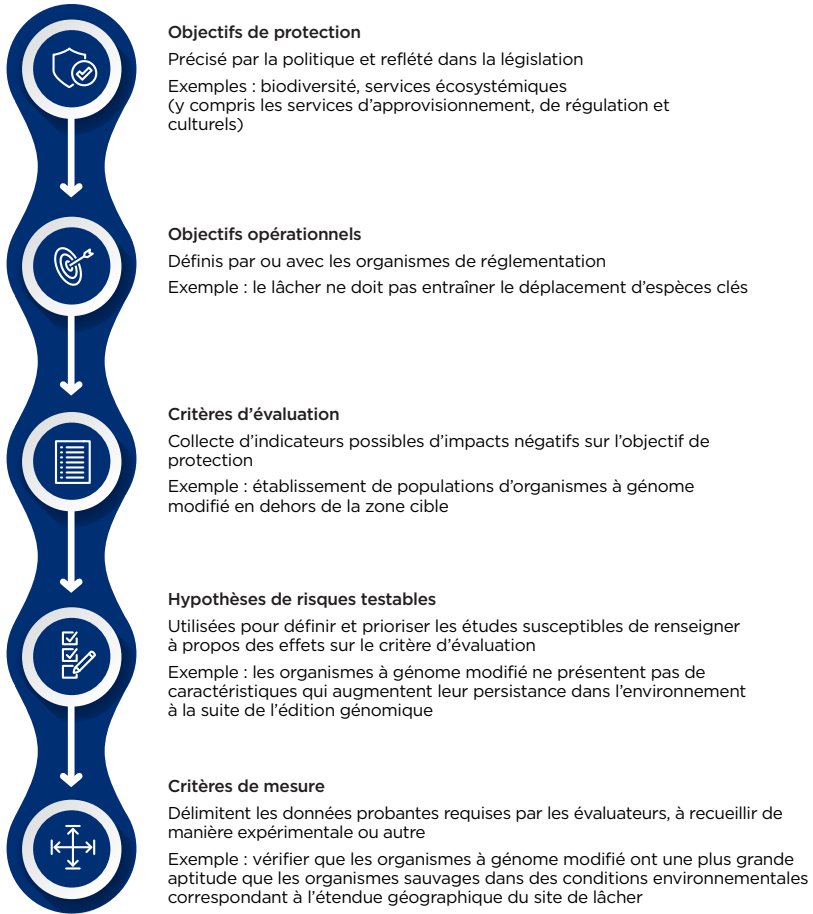 Objectifs de protection
Précisé par la politique et reflété dans la législation
Exemples : biodiversité, services écosystémiques
(y compris les services d’approvisionnement, de régulation et
culturels)
Objectifs opérationnels
Définis par ou avec les organismes de réglementation
Exemple : le lâcher ne doit pas entraîner le déplacement d’espèces clés
Critères d’évaluation
Collecte d’indicateurs possibles d’impacts négatifs sur l’objectif de
protection
Exemple : établissement de populations d’organismes à génome
modifié en dehors de la zone cible
Hypothèses de risques testables
Utilisées pour définir et prioriser les études susceptibles de renseigner
à propos des effets sur le critère d’évaluation
Exemple : les organismes à génome modifié ne présentent pas de
caractéristiques qui augmentent leur persistance dans l’environnement
à la suite de l’édition génomique
Critères de mesure
Délimitent les données probantes requises par les évaluateurs, à recueillir de
manière expérimentale ou autre
Exemple : vérifier que les organismes à génome modifié ont une plus grande
aptitude que les organismes sauvages dans des conditions environnementales
correspondant à l’étendue géographique du site de lâcher